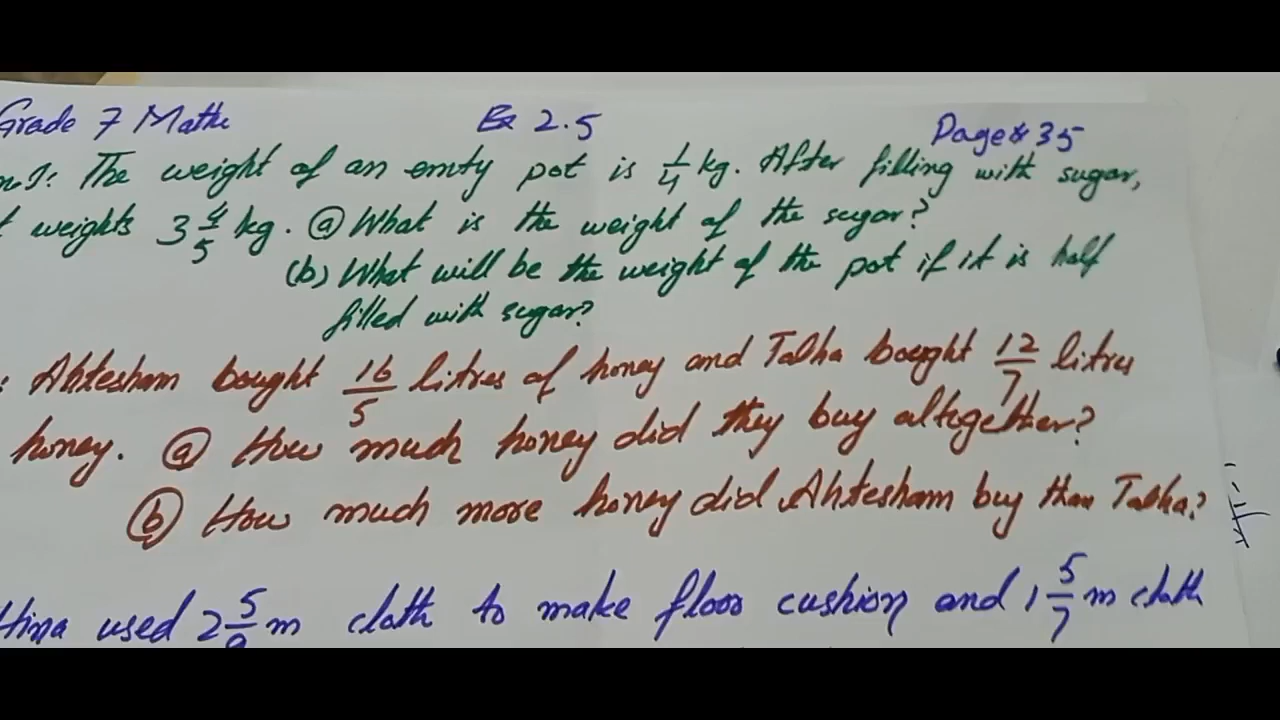 Grade 7 Maths Ex 2.5 Page# 35
The weight of an emty pot is 1/4 kg. After filling with sugar,
weights 3 4/5 kg. (a) What is the weight of the sugar?
(b) What will be the weight of the pot if it is half
filled with sugar?
: Ahtesham bought 16/5 litres of honey and Talha bought 12/7 litres
honey. (a) How much honey did they buy altogether?
(b) How much more honey did Ahtesham buy than Talha?
used 2 5/9 m cloth to make floor cushion and 1 5/7 m cloth